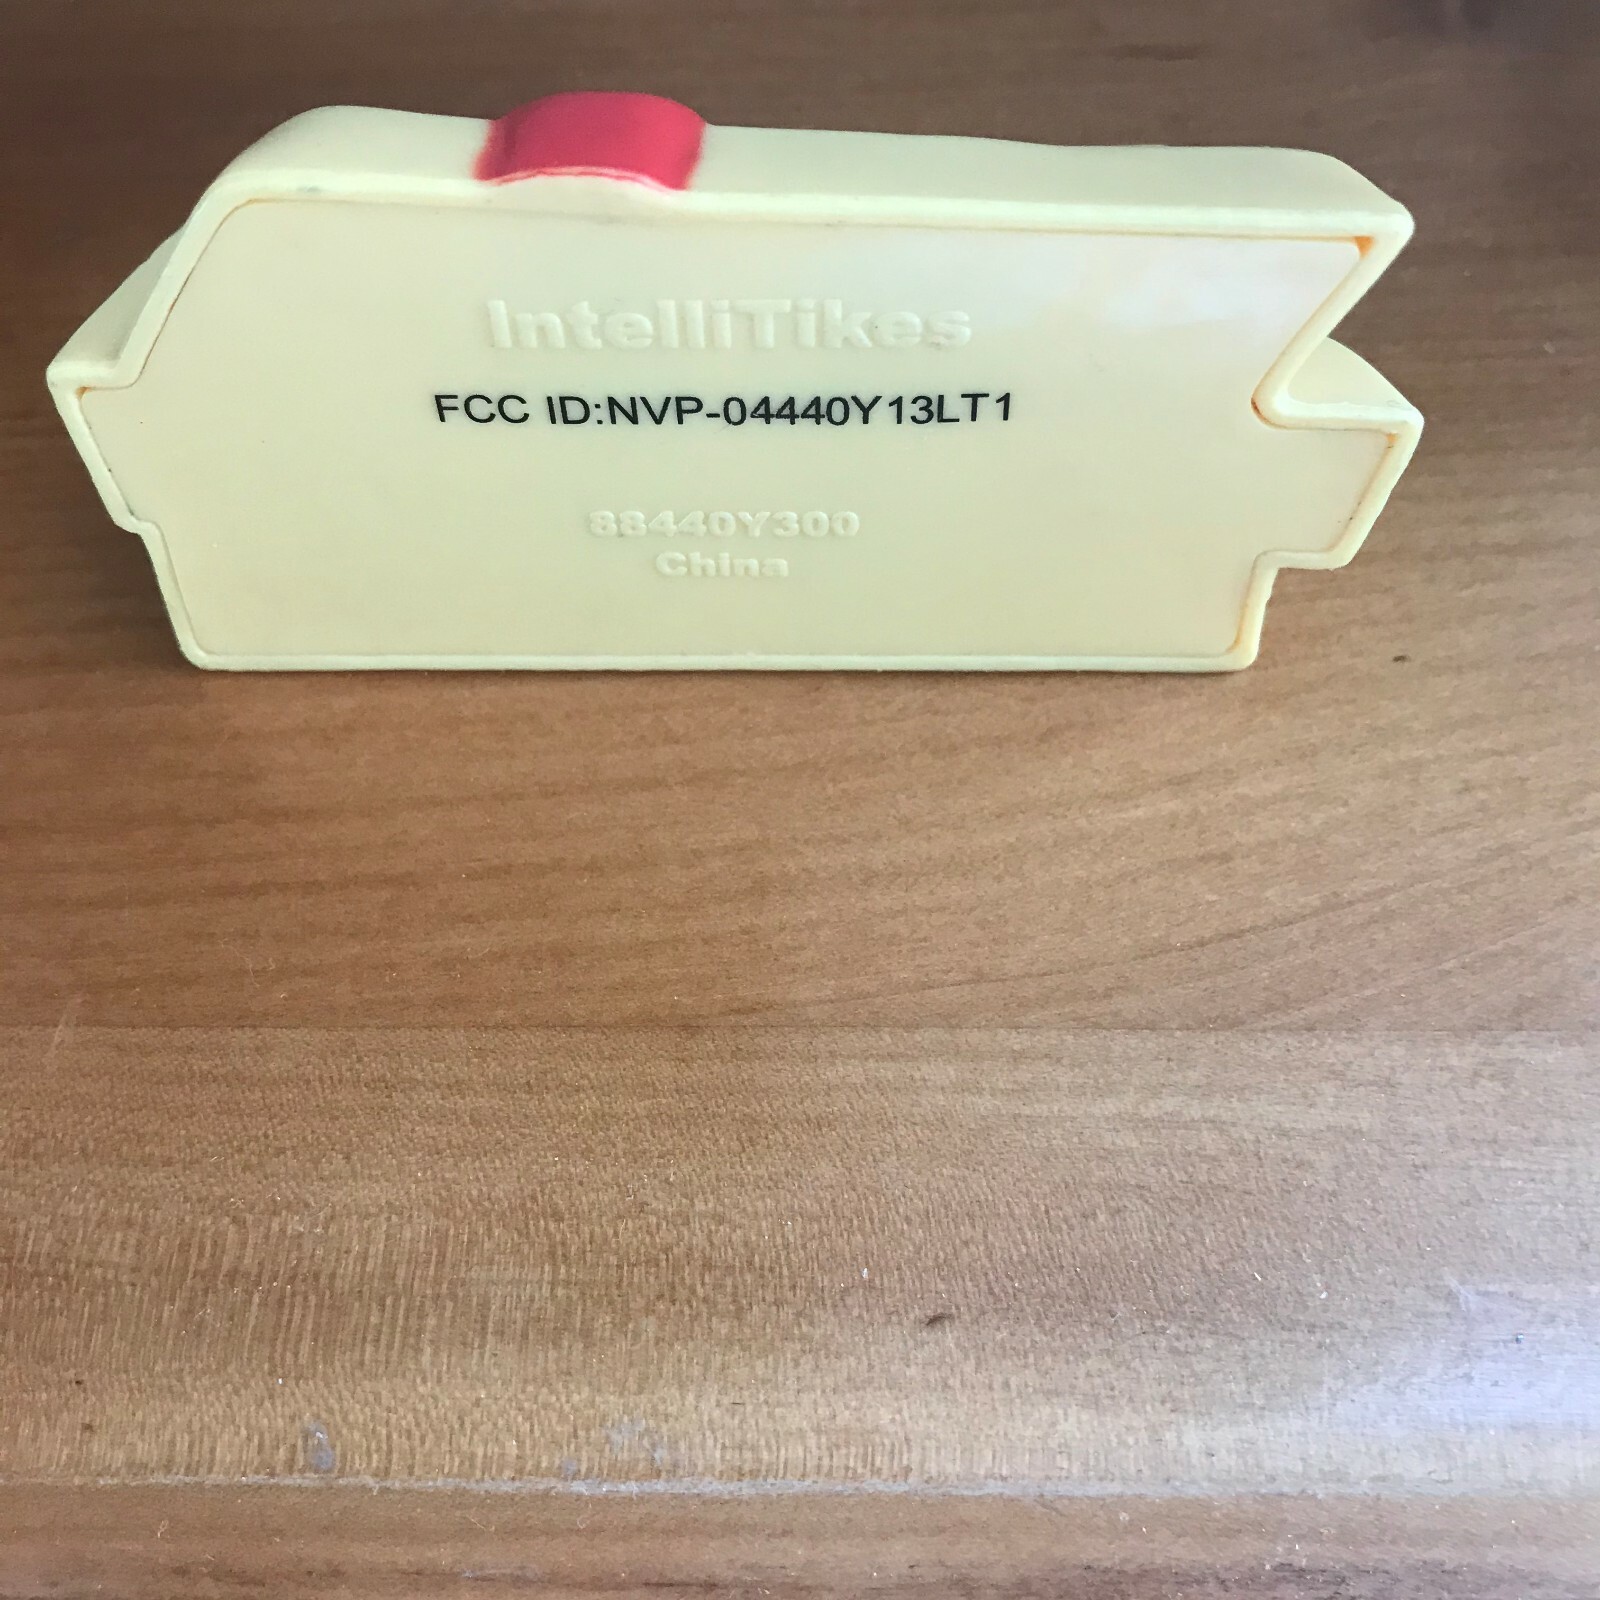 IntelliTikes
FCC ID:NVP-04440Y13LT1
88440Y300
China